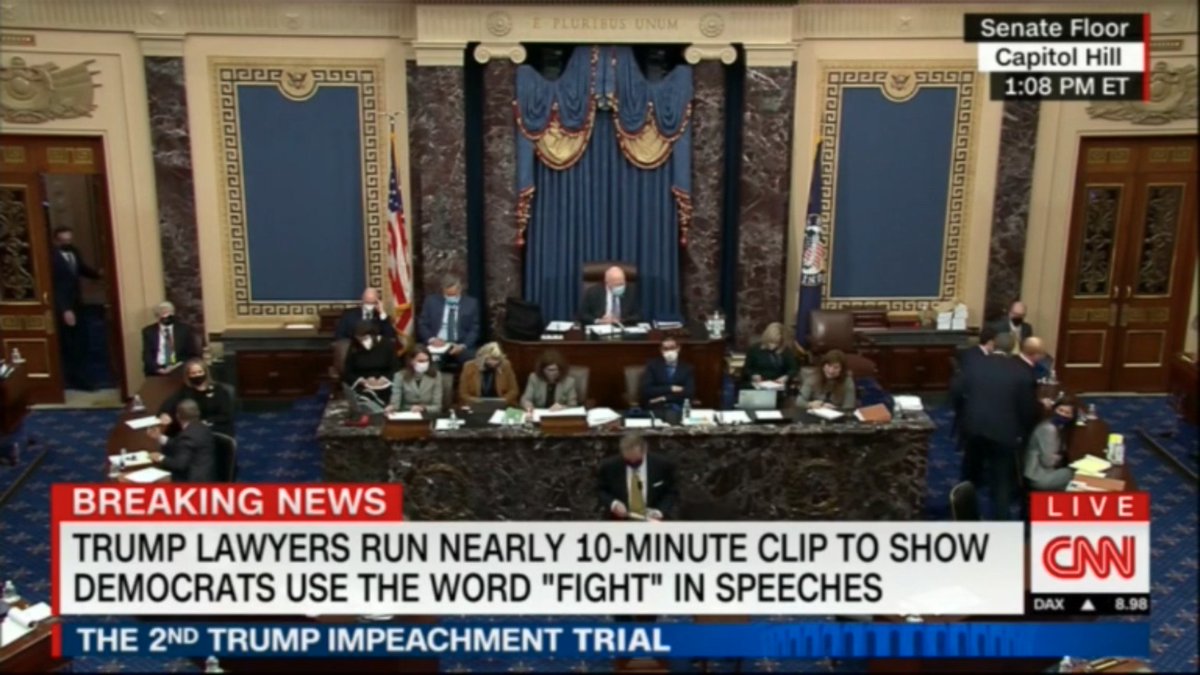 E PLURIBUS UNUM
Senate Floor
Capitol Hill
1:08 PM ET
BREAKING NEWS
TRUMP LAWYERS RUN NEARLY 10-MINUTE CLIP TO SHOW
DEMOCRATS USE THE WORD "FIGHT" IN SPEECHES
LIVE
CNN
DAX ▲ 8.98
THE 2ND TRUMP IMPEACHMENT TRIAL